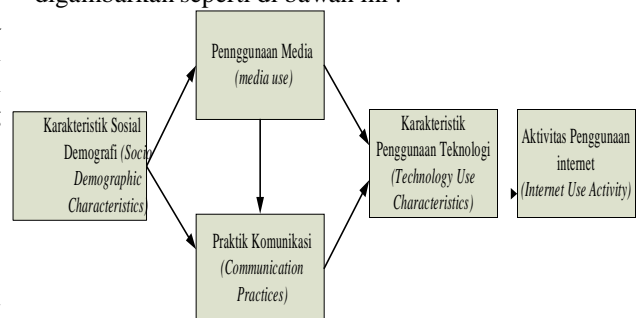 digambarkan seperti di bawah ini :
Pennggunaan Media
(media use)
Karakteristik Sosial
Demografi (Socio
Demographic
Characteristics)
Karakteristik
Penggunaan Teknologi
(Technology Use
Characteristics)
Aktivitas Penggunaan
internet
(Internet Use Activity)
Praktik Komunikasi
(Communication
Practices)